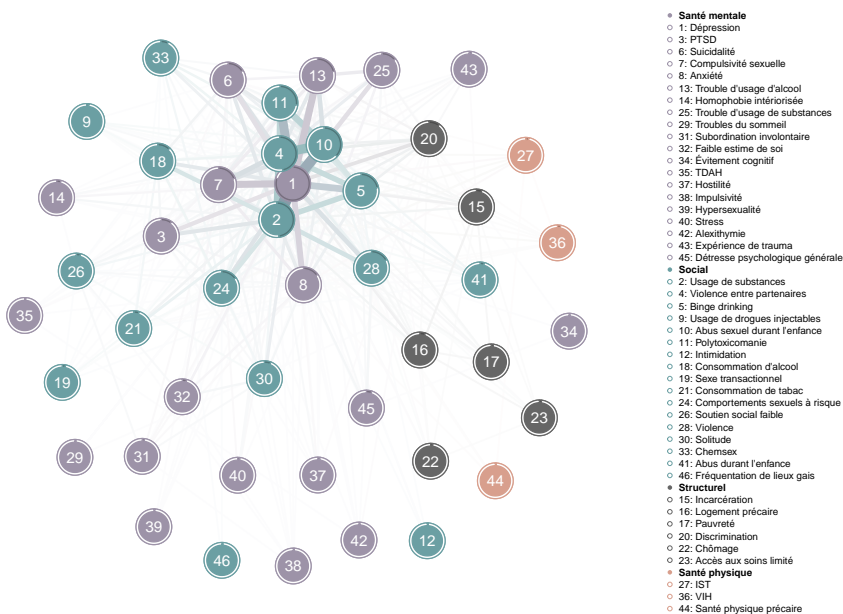 33
6
13
25
43
11
9
20
10
4
27
18
7
1
5
14
2
15
3
36
26
28
8
24
41
35
21
34
16
17
19
30
32
45
23
29
31
22
40
37
44
39
42
12
46
38
Santé mentale
1: Dépression
3: PTSD
6: Suicidalité
7: Compulsivité sexuelle
8: Anxiété
13: Trouble d'usage d'alcool
14: Homophobie intériorisée
25: Trouble d'usage de substances
29: Troubles du sommeil
31: Subordination involontaire
32: Faible estime de soi
34: Évitement cognitif
35: TDAH
37: Hostilité
38: Impulsivité
39: Hypersexualité
40: Stress
42: Alexithymie
43: Expérience de trauma
45: Détresse psychologique générale
Social
2: Usage de substances
4: Violence entre partenaires
5: Binge drinking
9: Usage de drogues injectables
10: Abus sexuel durant l'enfance
11: Polytoxicomanie
12: Intimidation
18: Consommation d'alcool
19: Sexe transactionnel
21: Consommation de tabac
24: Comportements sexuels à risque
26: Soutien social faible
28: Violence
30: Solitude
33: Chemsex
41: Abus durant l'enfance
46: Fréquentation de lieux gais
Structurel
15: Incarcération
16: Logement précaire
17: Pauvreté
20: Discrimination
22: Chômage
23: Accès aux soins limité
Santé physique
27: IST
36: VIH
44: Santé physique précaire